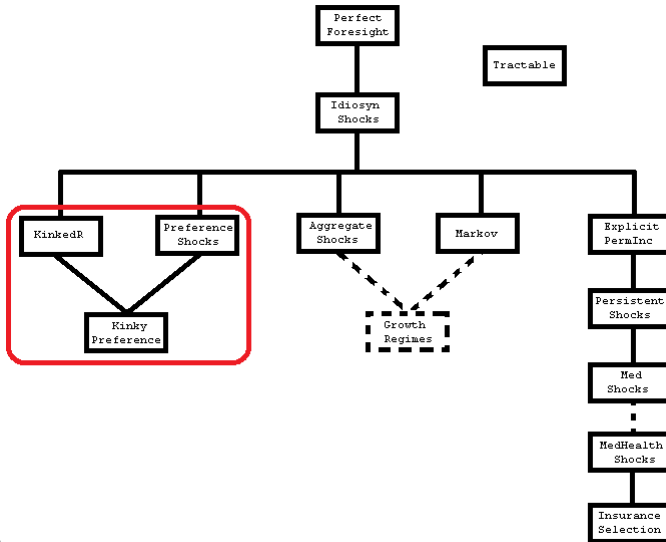 Perfect
Foresight
Tractable
Idiosyn
Shocks
KinkedR
Preference
Shocks
Aggregate
Shocks
Markov
Explicit
PermInc
Persistent
Shocks
Kinky
Preference
Growth
Regimes
Med
Shocks
MedHealth
Shocks
Insurance
Selection